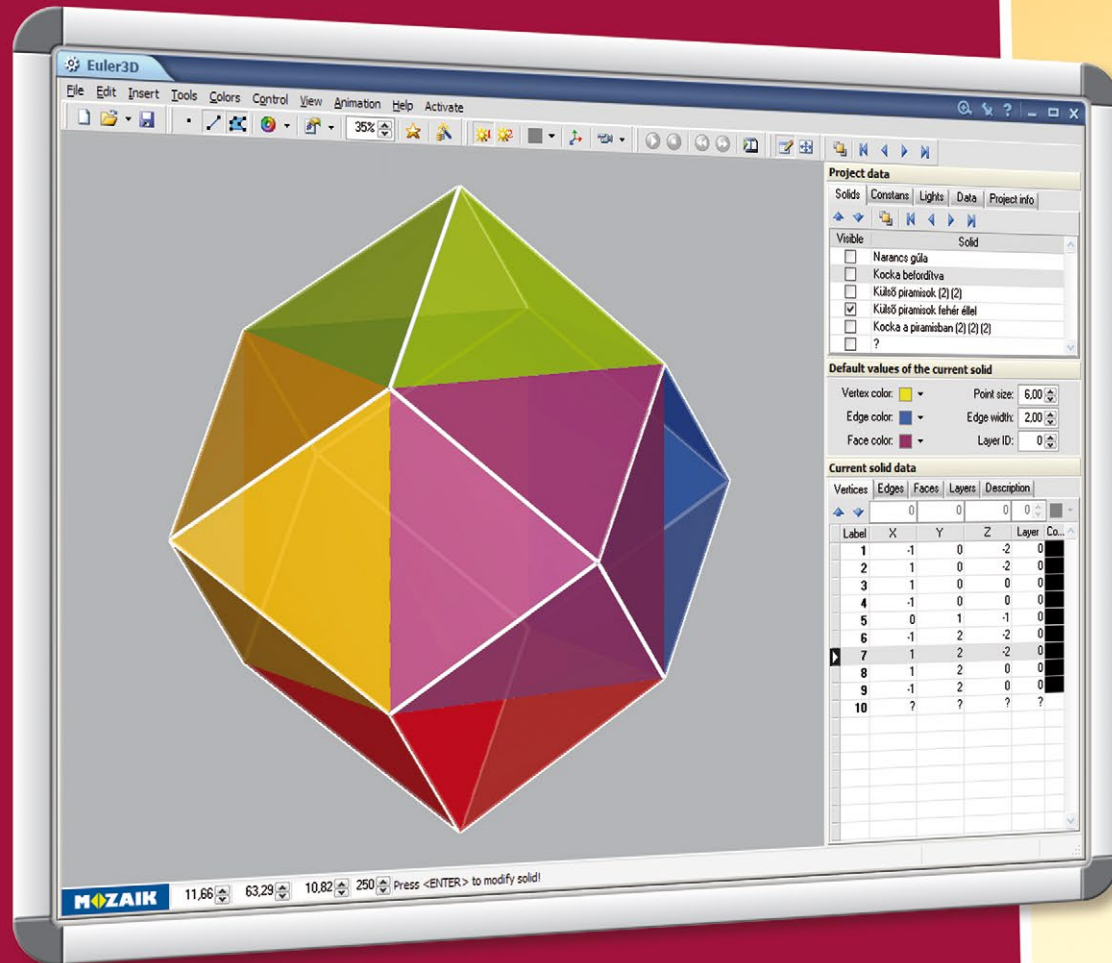 Euler3D
File Edit Insert Tools Colors Control View Animation Help Activate
35%
Project data
Solids Constans Lights Data Project info
Visible Solid
Narancs gúla
Kocka befordítva
Külső piramisok (2) (2)
Külső piramisok fehér éllel
Kocka a piramisban (2) (2) (2)
?
Default values of the current solid
Vertex color: Point size: 6,00
Edge color: Edge width: 2,00
Face color: Layer ID: 0
Current solid data
Vertices Edges Faces Layers Description
0 0 0 0
Label X Y Z Layer Co...
1 -1 0 -2 0
2 1 0 -2 0
3 1 0 0 0
4 -1 0 0 0
5 0 1 -1 0
6 -1 2 -2 0
7 1 2 -2 0
8 1 2 0 0
9 -1 2 0 0
10 ? ? ? ?
MOZAIK 11,66 63,29 10,82 250 Press <ENTER> to modify solid!